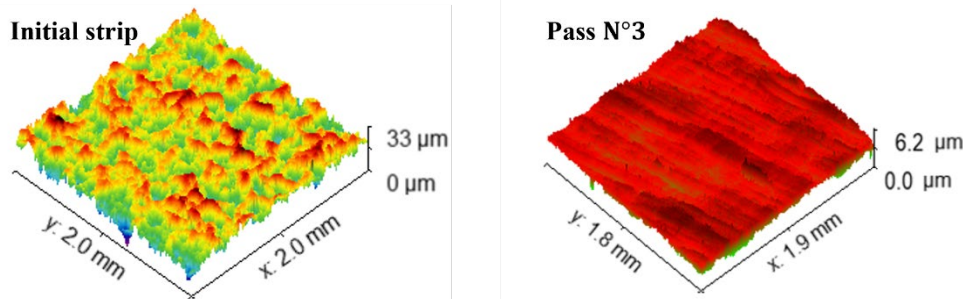 Initial strip
33 µm
0 µm
y: 2.0 mm
x: 2.0 mm
Pass N°3
6.2 µm
0.0 µm
y: 1.8 mm
x: 1.9 mm